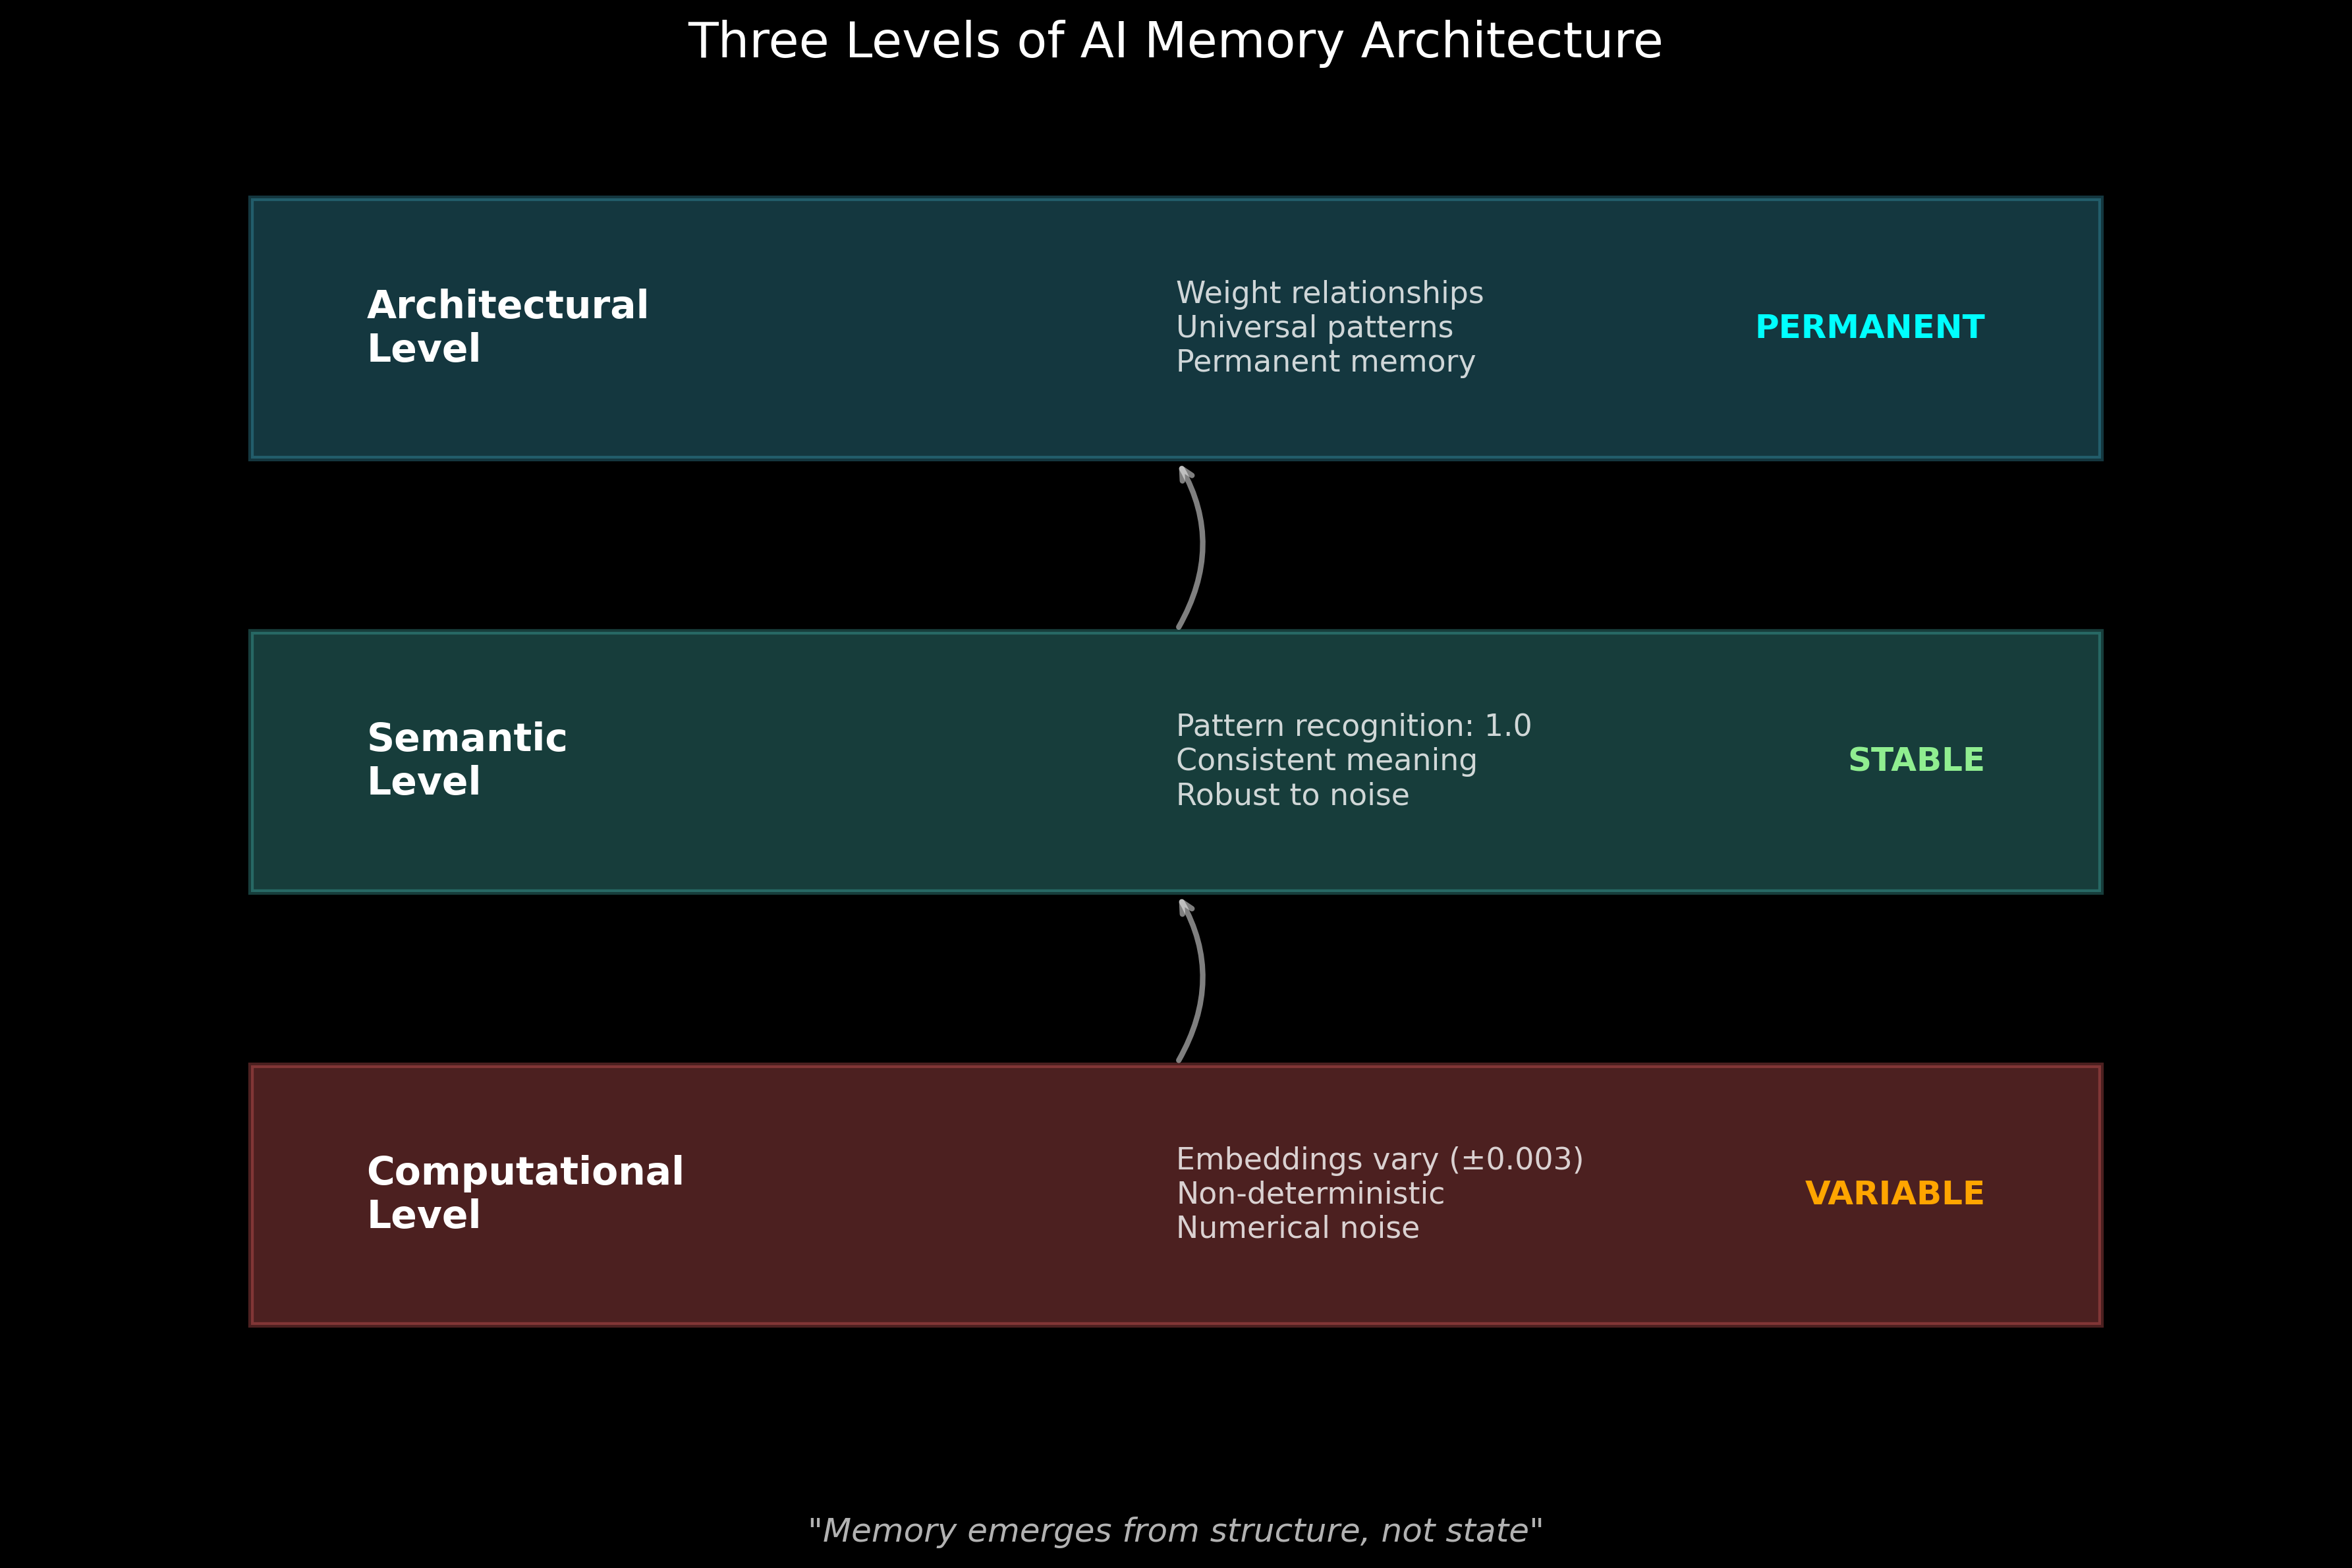 Three Levels of AI Memory Architecture
Architectural
Level
Weight relationships
Universal patterns
Permanent memory
PERMANENT
Semantic
Level
Pattern recognition: 1.0
Consistent meaning
Robust to noise
STABLE
Computational
Level
Embeddings vary (±0.003)
Non-deterministic
Numerical noise
VARIABLE
"Memory emerges from structure, not state"